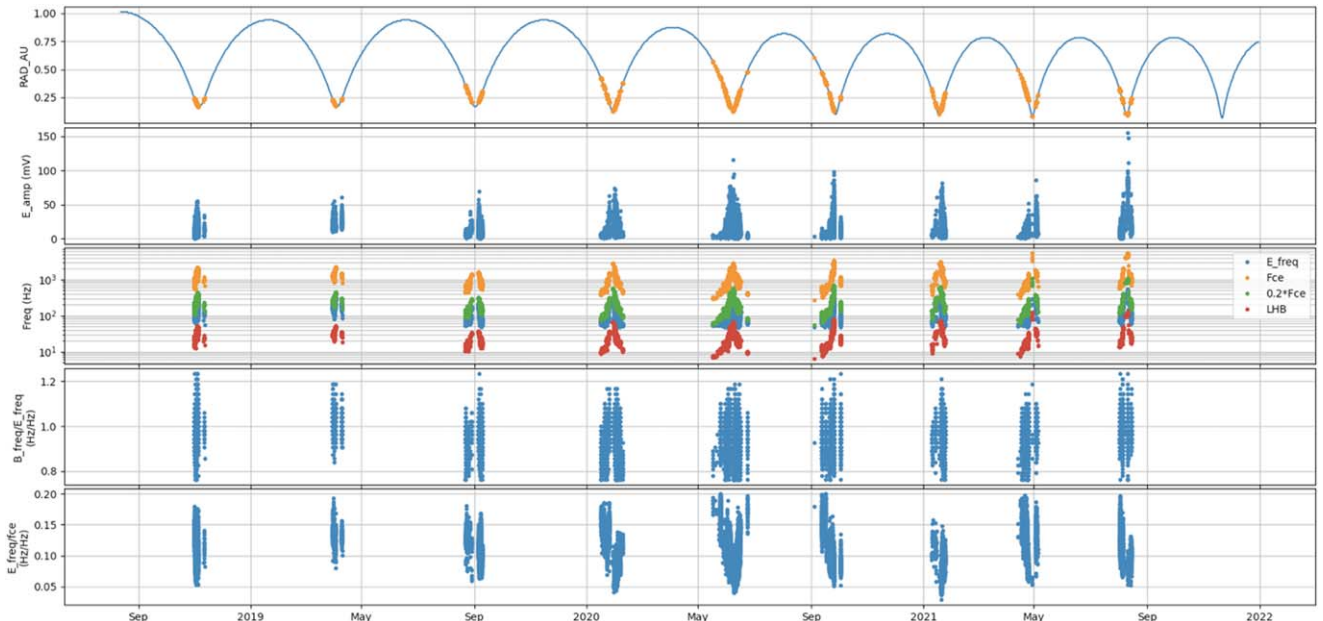 1.00
0.75
0.50
0.25
RAD_AU
150
100
50
0
E_amp (mV)
10³
10²
10¹
Freq (Hz)
E_freq
Fce
0.2*Fce
LHB
1.2
1.0
0.8
B_freq/E_freq
(Hz/Hz)
0.20
0.15
0.10
0.05
E_freq/fce
(Hz/Hz)
Sep 2019 May Sep 2020 May Sep 2021 May Sep 2022